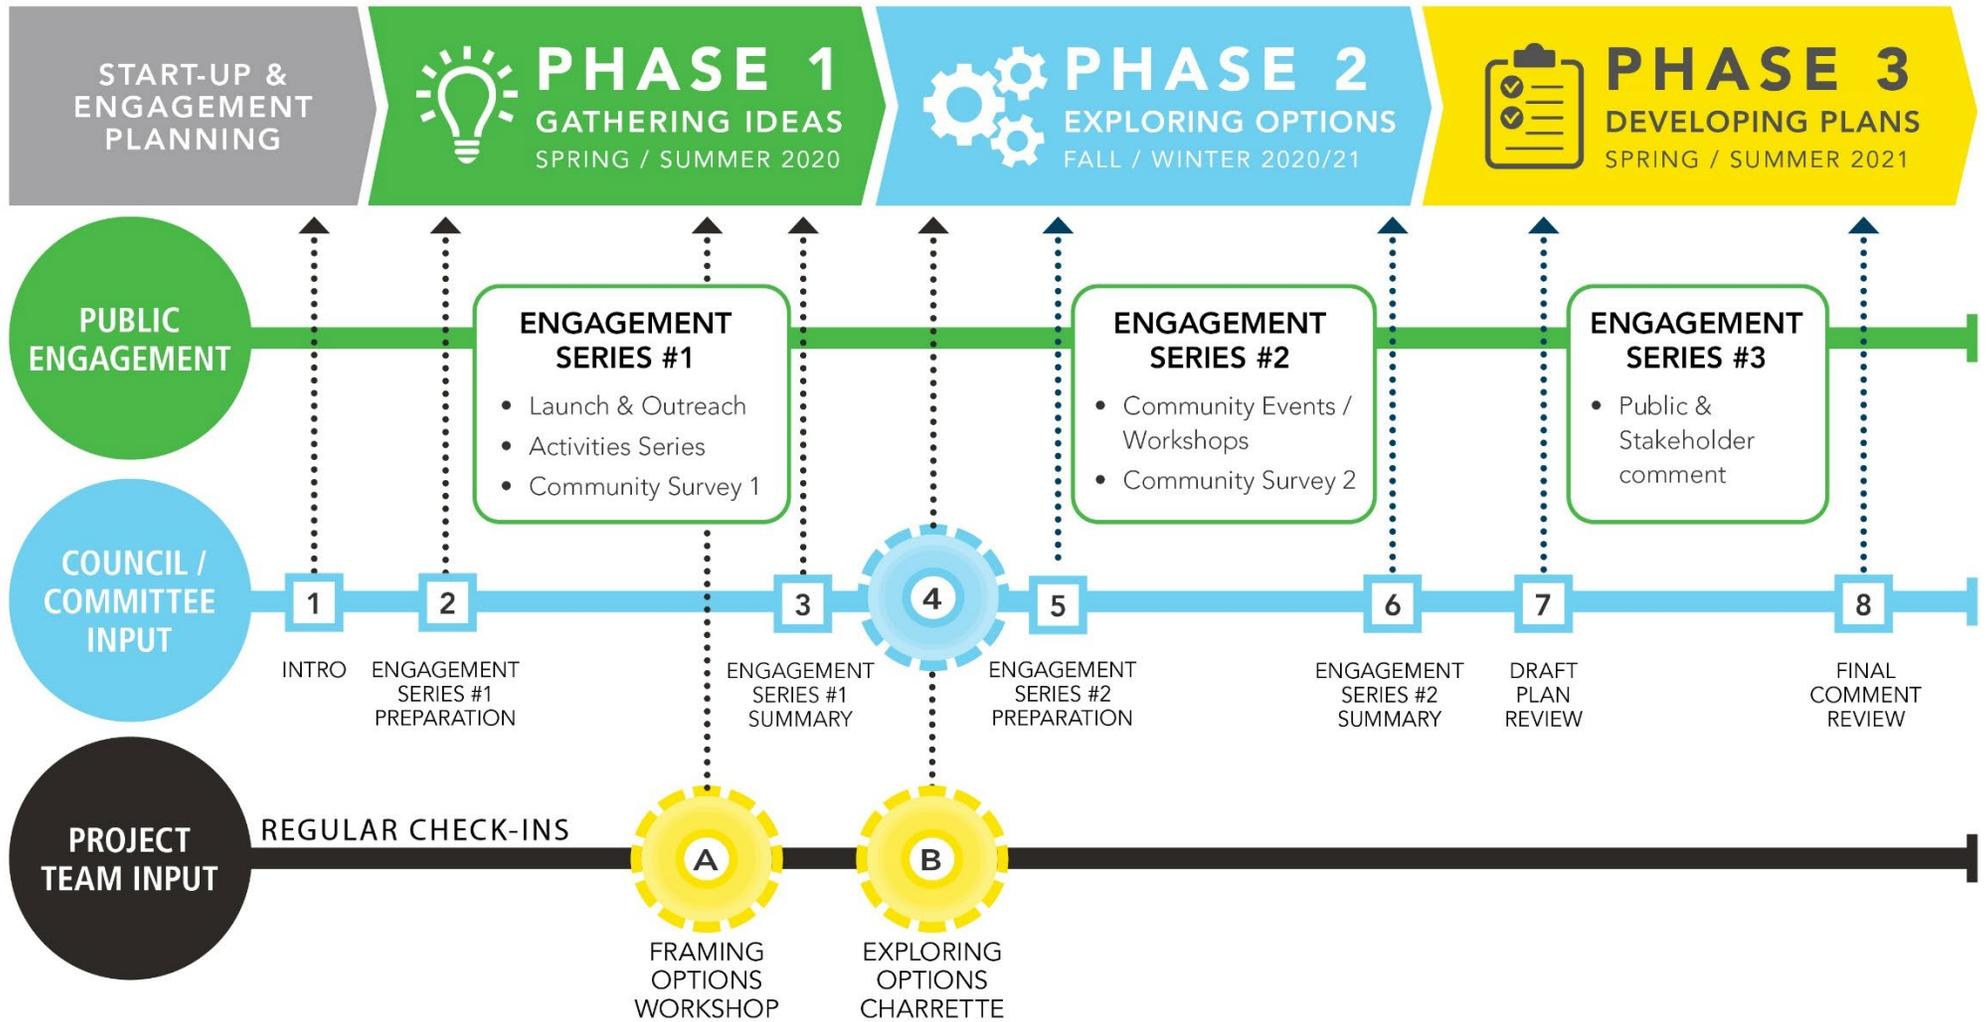 START-UP &
ENGAGEMENT
PLANNING
PHASE 1
GATHERING IDEAS
SPRING / SUMMER 2020
PHASE 2
EXPLORING OPTIONS
FALL / WINTER 2020/21
PHASE 3
DEVELOPING PLANS
SPRING / SUMMER 2021
PUBLIC
ENGAGEMENT
ENGAGEMENT
SERIES #1
• Launch & Outreach
• Activities Series
• Community Survey 1
ENGAGEMENT
SERIES #2
• Community Events /
Workshops
• Community Survey 2
ENGAGEMENT
SERIES #3
• Public &
Stakeholder
comment
COUNCIL /
COMMITTEE
INPUT
1
INTRO
2
ENGAGEMENT
SERIES #1
PREPARATION
3
ENGAGEMENT
SERIES #1
SUMMARY
4
5
ENGAGEMENT
SERIES #2
PREPARATION
6
ENGAGEMENT
SERIES #2
SUMMARY
7
DRAFT
PLAN
REVIEW
8
FINAL
COMMENT
REVIEW
PROJECT
TEAM INPUT
REGULAR CHECK-INS
A
FRAMING
OPTIONS
WORKSHOP
B
EXPLORING
OPTIONS
CHARRETTE